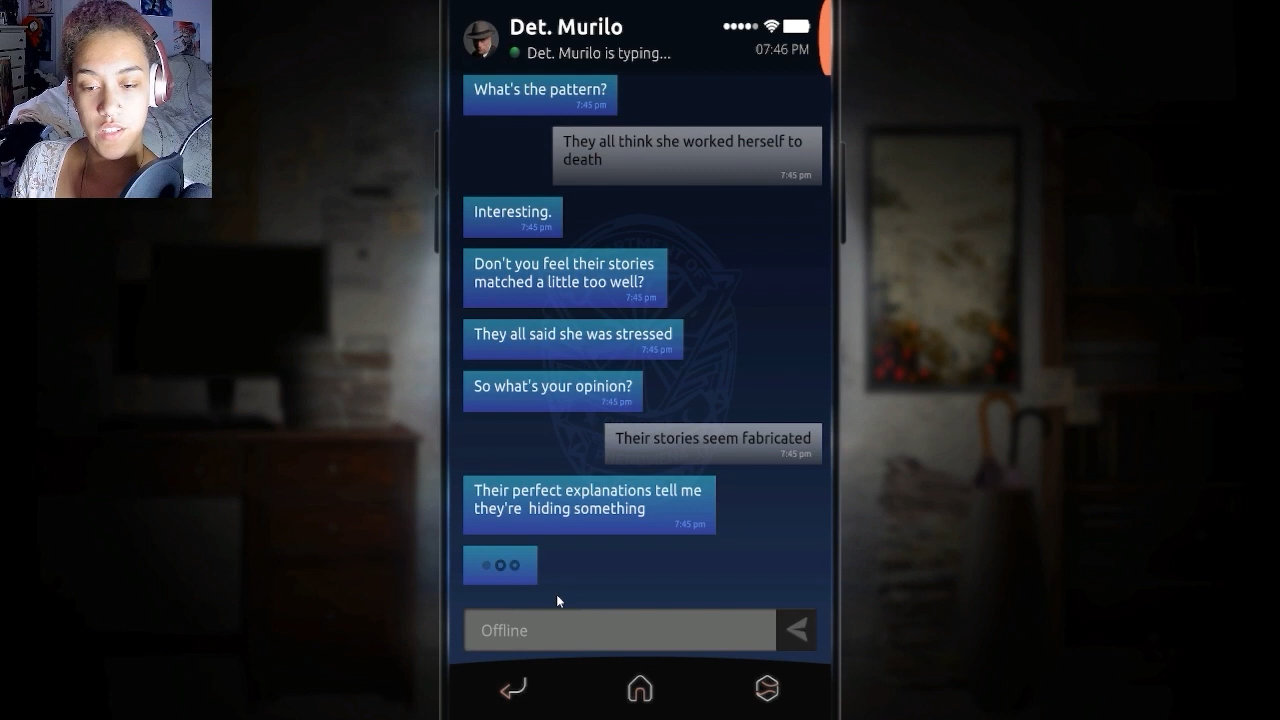 Det. Murilo
Det. Murilo is typing...
07:46 PM
What's the pattern?
7:45 pm
They all think she worked herself to
death
7:45 pm
Interesting.
7:45 pm
Don't you feel their stories
matched a little too well?
7:45 pm
They all said she was stressed
7:45 pm
So what's your opinion?
7:45 pm
Their stories seem fabricated
7:45 pm
Their perfect explanations tell me
they're hiding something
7:45 pm
Offline